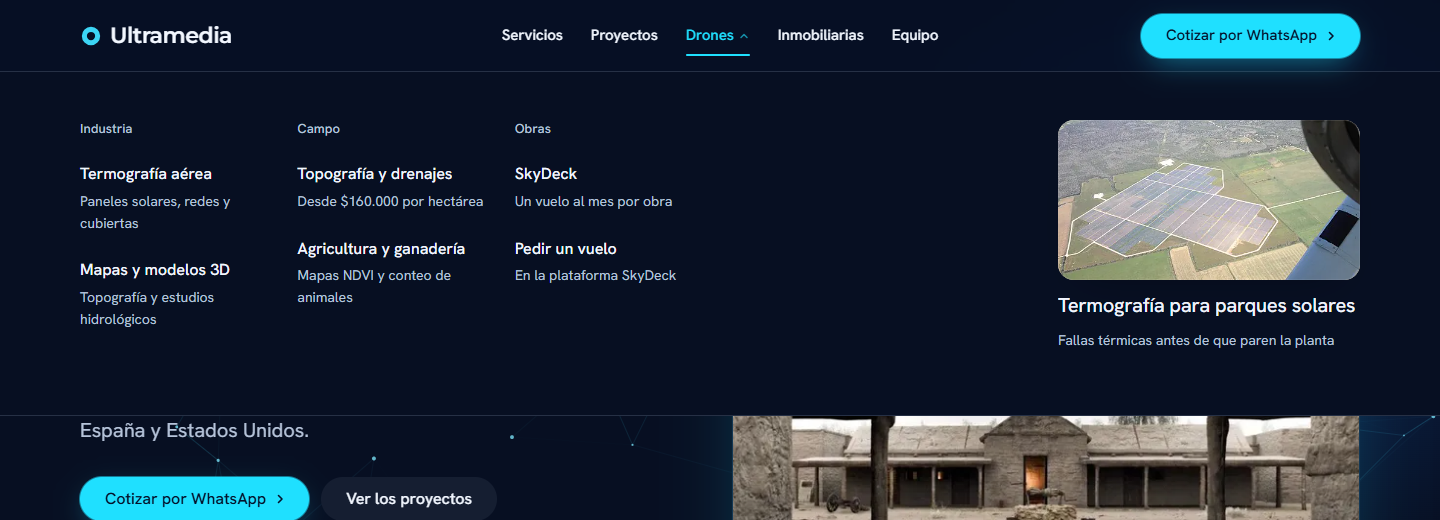 Ultramedia
Servicios
Proyectos
Drones
Inmobiliarias
Equipo
Cotizar por WhatsApp
Industria
Termografía aérea
Paneles solares, redes y
cubiertas
Mapas y modelos 3D
Topografía y estudios
hidrológicos
Campo
Topografía y drenajes
Desde $160.000 por hectárea
Agricultura y ganadería
Mapas NDVI y conteo de
animales
Obras
SkyDeck
Un vuelo al mes por obra
Pedir un vuelo
En la plataforma SkyDeck
Termografía para parques solares
Fallas térmicas antes de que paren la planta
España y Estados Unidos.
Cotizar por WhatsApp
Ver los proyectos